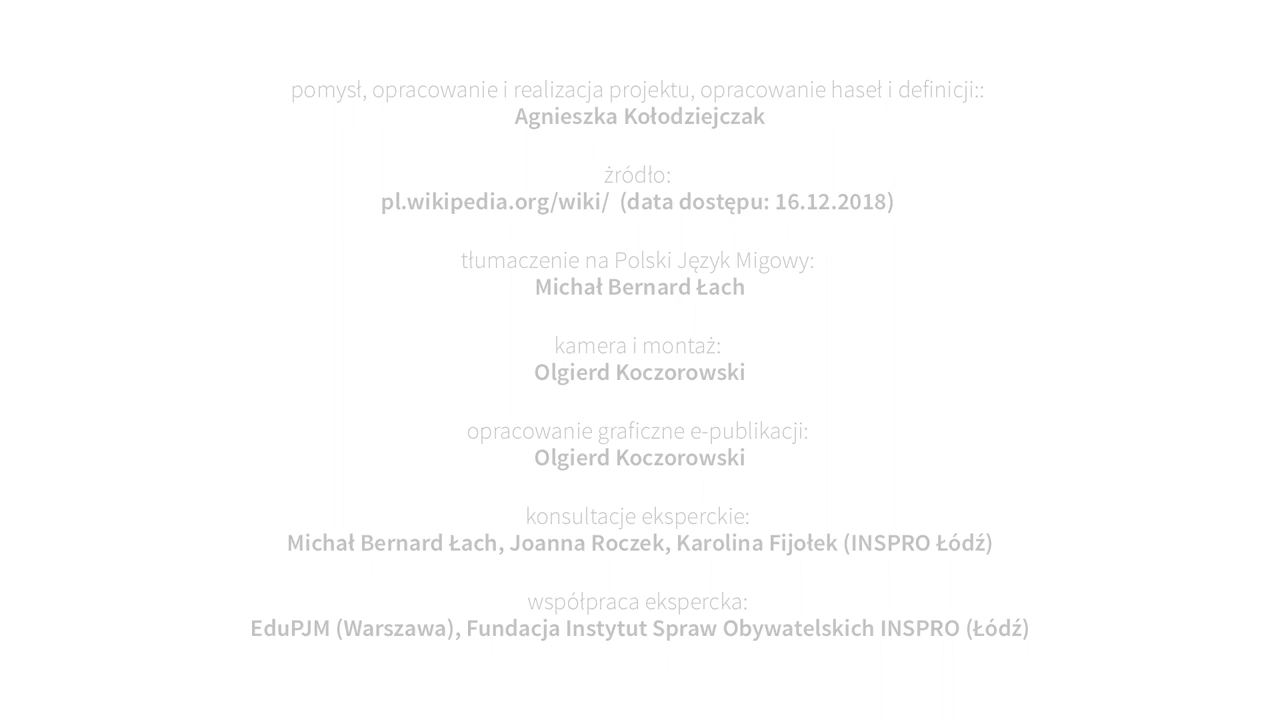 pomysł, opracowanie i realizacja projektu, opracowanie haseł i definicji::
Agnieszka Kołodziejczak
żródło:
pl.wikipedia.org/wiki/ (data dostępu: 16.12.2018)
tłumaczenie na Polski Język Migowy:
Michał Bernard Łach
kamera i montaż:
Olgierd Koczorowski
opracowanie graficzne e-publikacji:
Olgierd Koczorowski
konsultacje eksperckie:
Michał Bernard Łach, Joanna Roczek, Karolina Fijołek (INSPRO Łódź)
współpraca ekspercka:
EduPJM (Warszawa), Fundacja Instytut Spraw Obywatelskich INSPRO (Łódź)